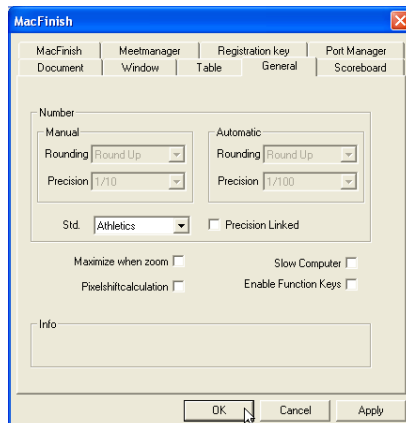 MacFinish
MacFinish Meetmanager Registration key Port Manager
Document Window Table General Scoreboard
Number
Manual Automatic
Rounding Round Up Rounding Round Up
Precision 1/10 Precision 1/100
Std. Athletics Precision Linked
Maximize when zoom Slow Computer
Pixelshiftcalculation Enable Function Keys
Info
OK Cancel Apply